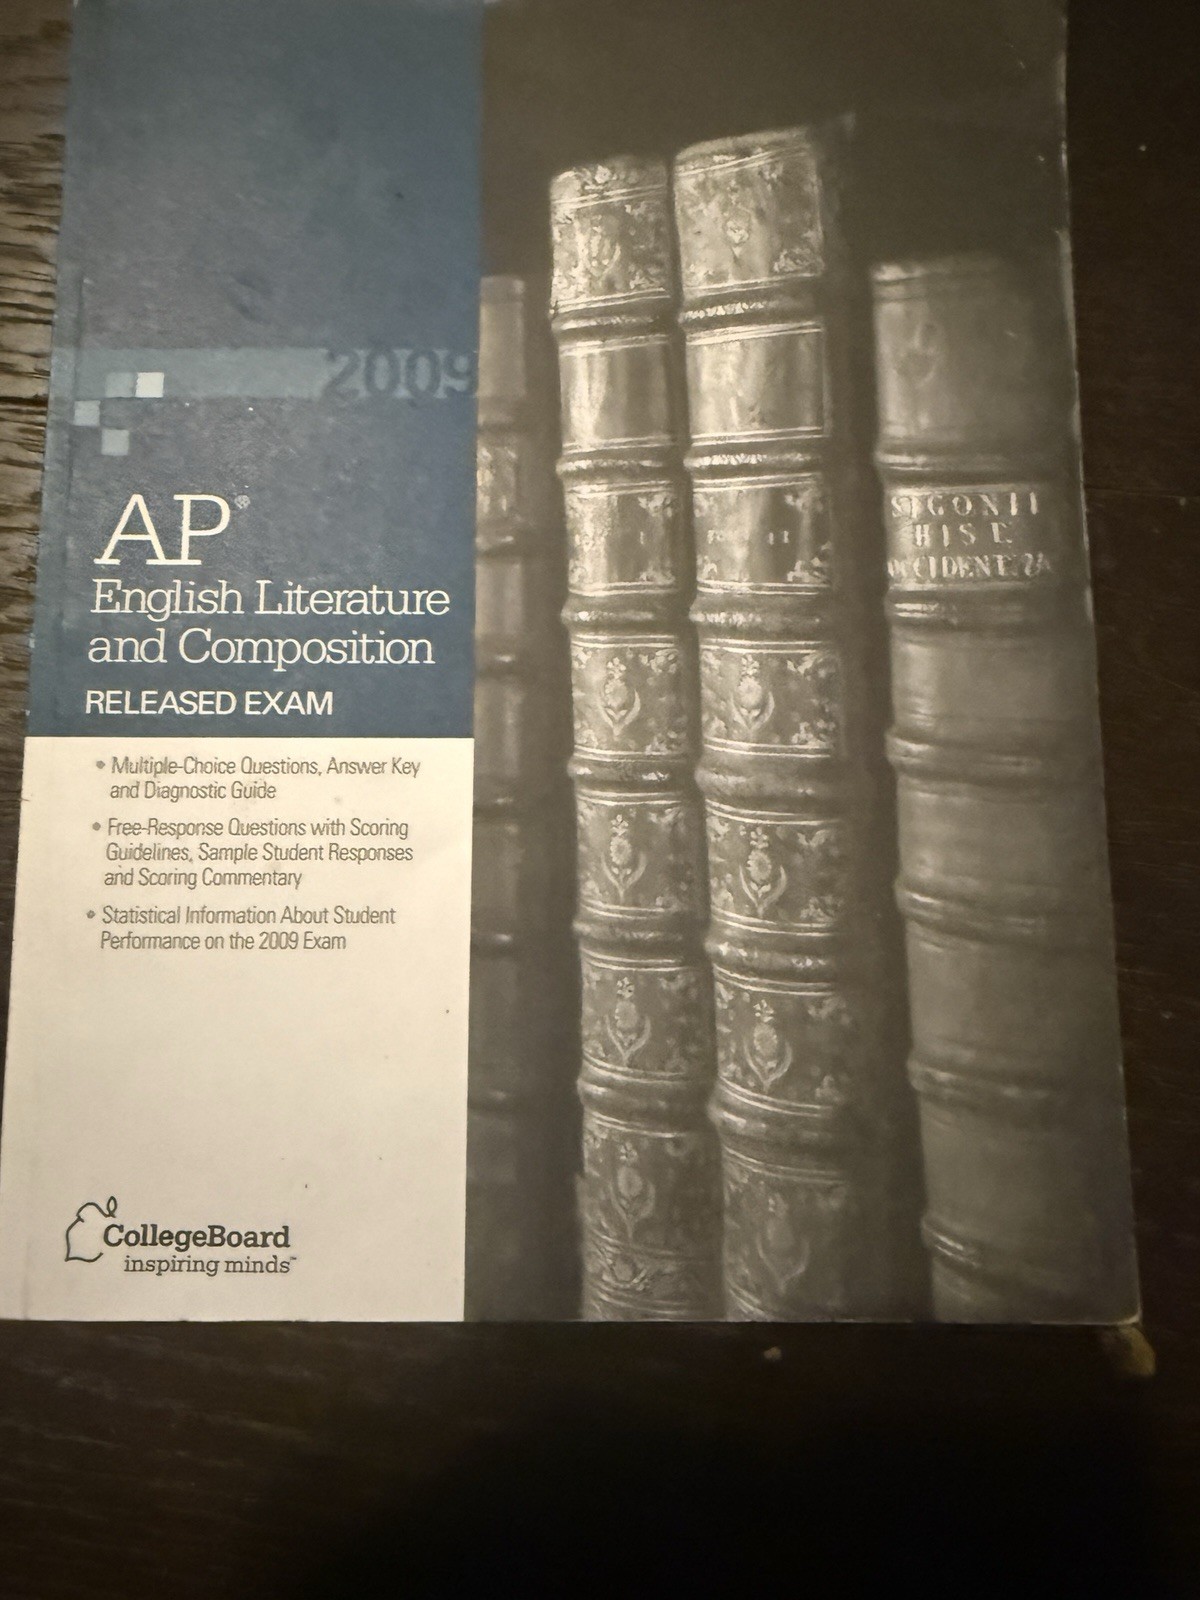 2009
AP®
English Literature
and Composition
RELEASED EXAM
• Multiple-Choice Questions, Answer Key
and Diagnostic Guide
• Free-Response Questions with Scoring
Guidelines, Sample Student Responses
and Scoring Commentary
• Statistical Information About Student
Performance on the 2009 Exam
CollegeBoard
inspiring minds™
SIGONII
HIST.
OCCIDENT.